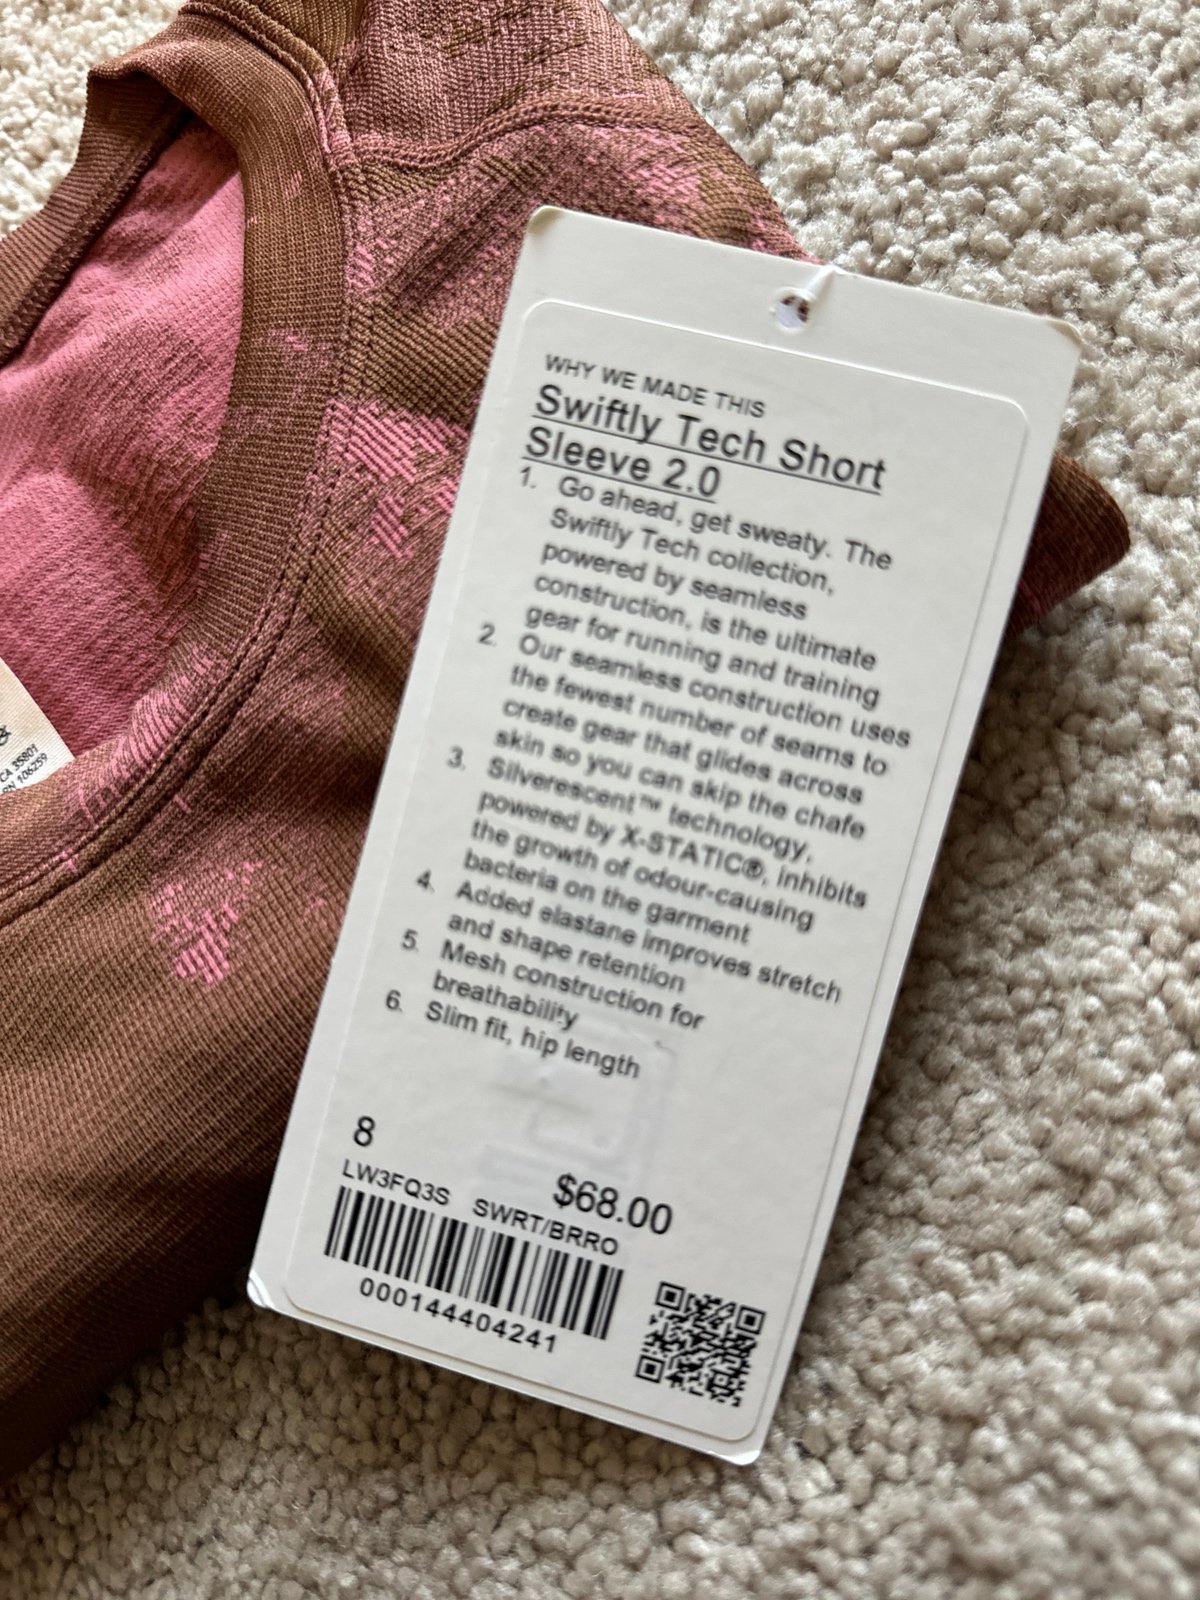 WHY WE MADE THIS
Swiftly Tech Short
Sleeve 2.0
1. Go ahead, get sweaty. The
Swiftly Tech collection,
powered by seamless
construction, is the ultimate
gear for running and training
2. Our seamless construction uses
the fewest number of seams to
create gear that glides across
skin so you can skip the chafe
3. Silverescent™ technology,
powered by X-STATIC®, inhibits
the growth of odour-causing
bacteria on the garment
4. Added elastane improves stretch
and shape retention
5. Mesh construction for
breathability
6. Slim fit, hip length
8
$68.00
LW3FQ3S SWRT/BRRO
000144404241
&
CA 35801
RN 106259